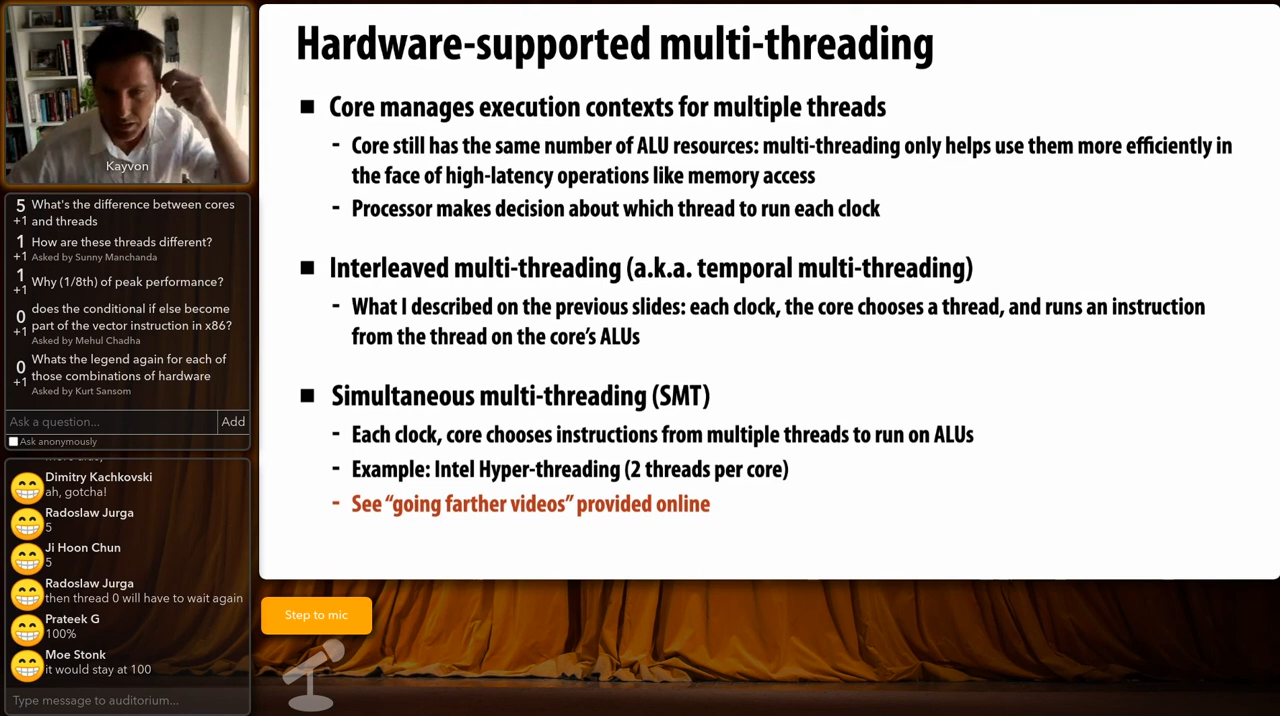 Kayvon
5 What's the difference between cores
+1 and threads
1 How are these threads different?
+1 Asked by Sunny Manchanda
1 Why (1/8th) of peak performance?
+1
does the conditional if else become
0 part of the vector instruction in x86?
+1 Asked by Mehul Chadha
0 Whats the legend again for each of
those combinations of hardware
+1 Asked by Kurt Sansom
Ask a question... Add
Ask anonymously
Dimitry Kachkovski
ah, gotcha!
Radoslaw Jurga
5
Ji Hoon Chun
5
Radoslaw Jurga
then thread 0 will have to wait again
Prateek G
100%
Moe Stonk
it would stay at 100
Type message to auditorium...
Hardware-supported multi-threading
■ Core manages execution contexts for multiple threads
- Core still has the same number of ALU resources: multi-threading only helps use them more efficiently in
the face of high-latency operations like memory access
- Processor makes decision about which thread to run each clock
■ Interleaved multi-threading (a.k.a. temporal multi-threading)
- What I described on the previous slides: each clock, the core chooses a thread, and runs an instruction
from the thread on the core's ALUs
■ Simultaneous multi-threading (SMT)
- Each clock, core chooses instructions from multiple threads to run on ALUs
- Example: Intel Hyper-threading (2 threads per core)
- See “going farther videos” provided online
Step to mic